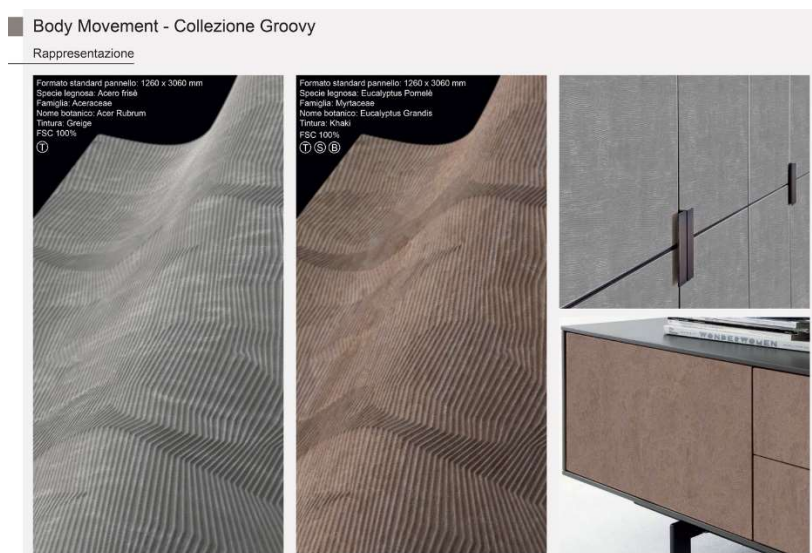 Body Movement - Collezione Groovy
Rappresentazione
Formato standard pannello: 1260 x 3060 mm
Specie legnosa: Acero frisè
Famiglia: Aceraceae
Nome botanico: Acer Rubrum
Tintura: Greige
FSC 100%
T
Formato standard pannello: 1260 x 3060 mm
Specie legnosa: Eucalyptus Pomelè
Famiglia: Myrtaceae
Nome botanico: Eucalyptus Grandis
Tintura: Khaki
FSC 100%
T S B
WONDERWOMEN